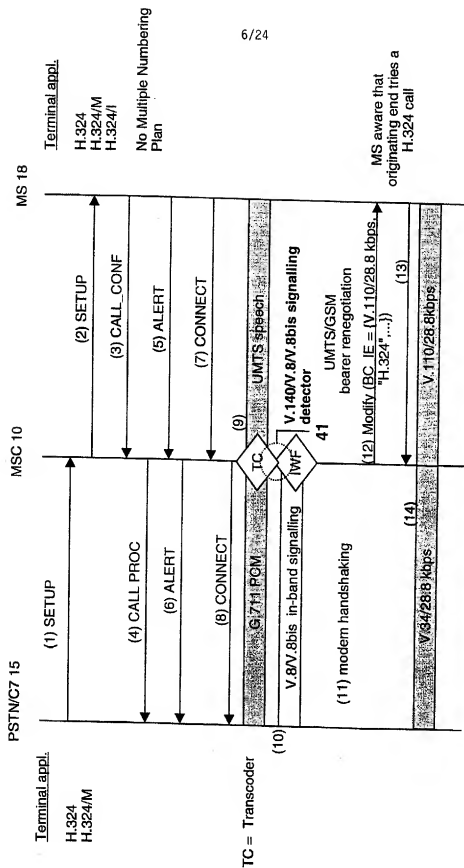 6/24
PSTN/C7 15
MSC 10
MS 18
Terminal appl.
H.324
H.324/M
Terminal appl.
H.324
H.324/M
H.324/I
No Multiple Numbering
Plan
(1) SETUP
(2) SETUP
(3) CALL_CONF
(4) CALL PROC
(5) ALERT
(6) ALERT
(7) CONNECT
(8) CONNECT
(9)
G.711 PCM
TC
UMTS speech
TC = Transcoder
(10)
V.8/V.8bis in-band signalling
IWF
V.140/V.8/V.8bis signalling
detector
41
(11) modem handshaking
UMTS/GSM
bearer renegotiation
(12) Modify (BC_IE = {V.110/28.8 kbps,
"H.324",...})
MS aware that
originating end tries a
H.324 call
(13)
(14)
V.34/28.8 kbps
V.110/28.8kbps